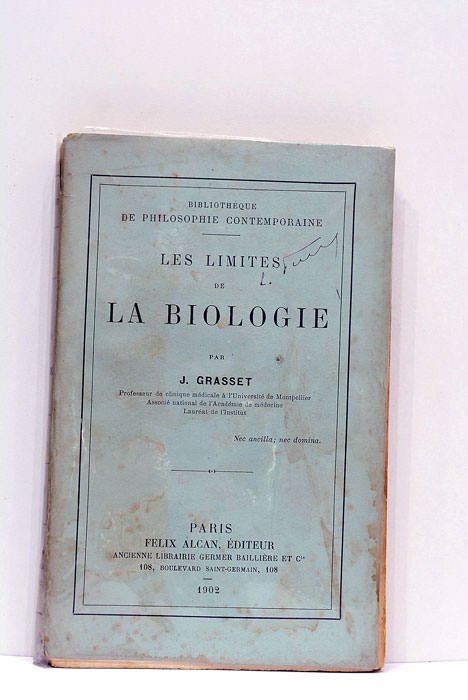 BIBLIOTHÈQUE
DE PHILOSOPHIE CONTEMPORAINE
LES LIMITES
DE
LA BIOLOGIE
PAR
J. GRASSET
Professeur de clinique médicale à l'Université de Montpellier
Associé national de l'Académie de médecine
Lauréat de l'Institut
Nec ancilla; nec domina.
PARIS
FELIX ALCAN, ÉDITEUR
ANCIENNE LIBRAIRIE GERMER BAILLIÈRE ET Cie
108, BOULEVARD SAINT-GERMAIN, 108
1902